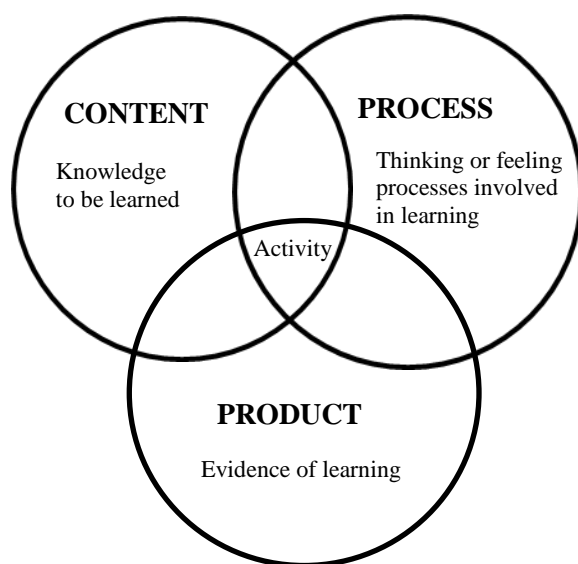 CONTENT
Knowledge
to be learned
PROCESS
Thinking or feeling
processes involved
in learning
Activity
PRODUCT
Evidence of learning